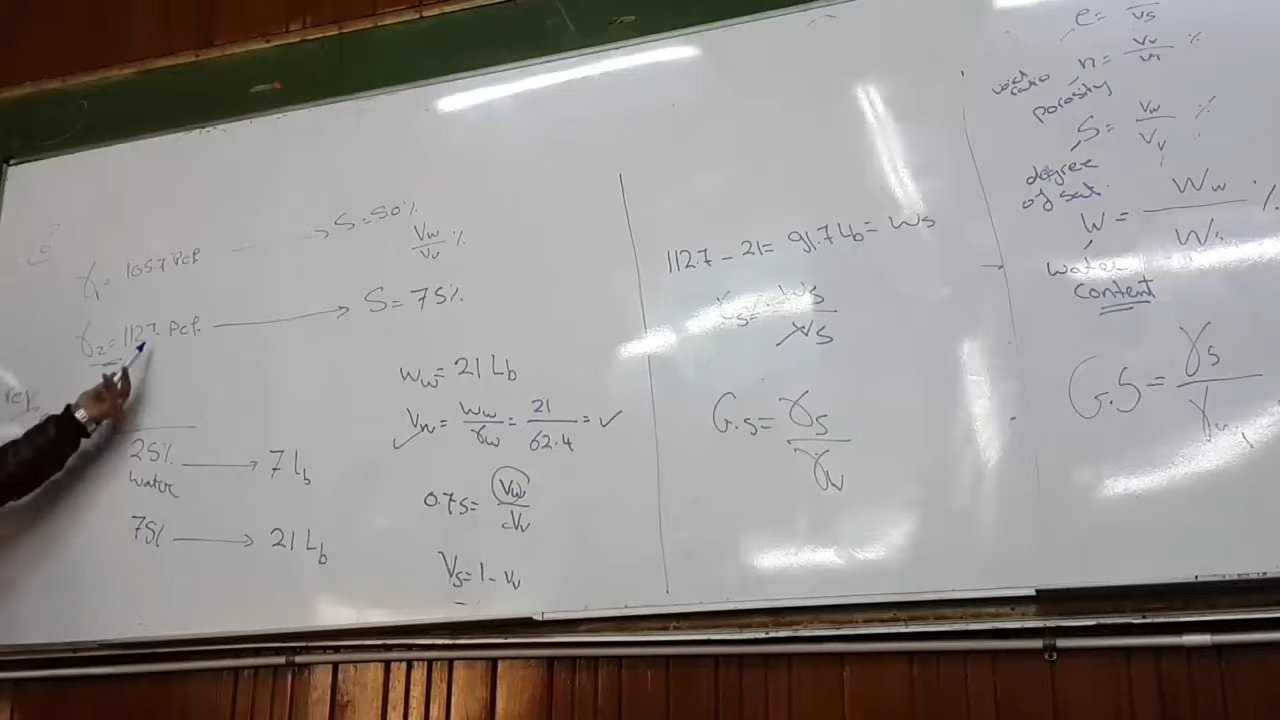 6
γ₁ = 105.7 Pcf → S = 50%
Vw/Vv %
γ₂ = 112.7 Pcf → S = 75%
25% → 7 Lb
water
75% → 21 Lb
Ww = 21 Lb
Vw = Ww/γw = 21/62.4 = ✓
0.75 = Vw/Vv
Vs = 1 - Vv
112.7 - 21 = 91.7 Lb = Ws
γs = Ws/Vs
G.s = γs/γw
e = Vv/Vs
void ratio
n = Vv/VT %
porosity
S = Vw/Vv %
degree of sat.
W = Ww/Ws %
water content
G.S = γs/γw